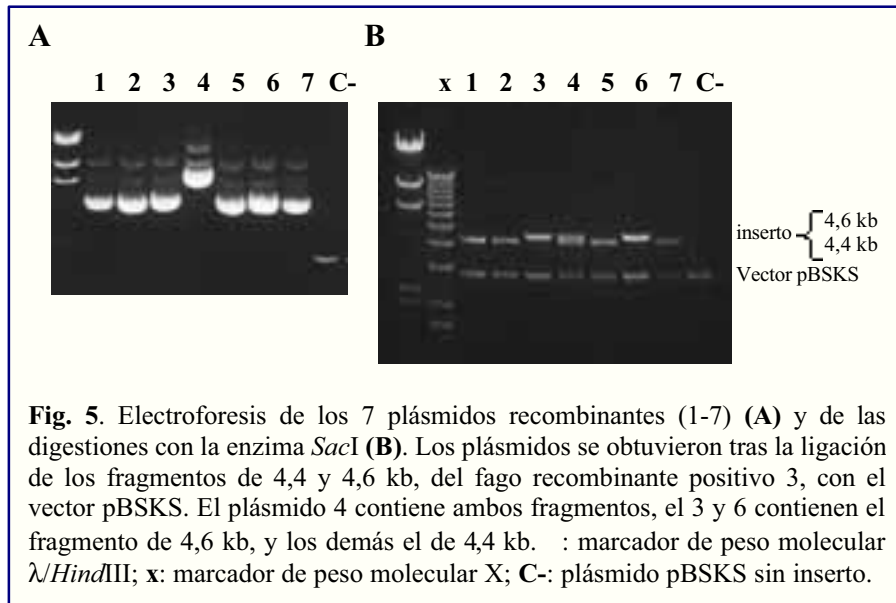 A
B
1 2 3 4 5 6 7 C-
x 1 2 3 4 5 6 7 C-
inserto
4,6 kb
4,4 kb
Vector pBSKS
Fig. 5. Electroforesis de los 7 plásmidos recombinantes (1-7) (A) y de las
digestiones con la enzima SacI (B). Los plásmidos se obtuvieron tras la ligación
de los fragmentos de 4,4 y 4,6 kb, del fago recombinante positivo 3, con el
vector pBSKS. El plásmido 4 contiene ambos fragmentos, el 3 y 6 contienen el
fragmento de 4,6 kb, y los demás el de 4,4 kb. : marcador de peso molecular
λ/HindIII; x: marcador de peso molecular X; C-: plásmido pBSKS sin inserto.